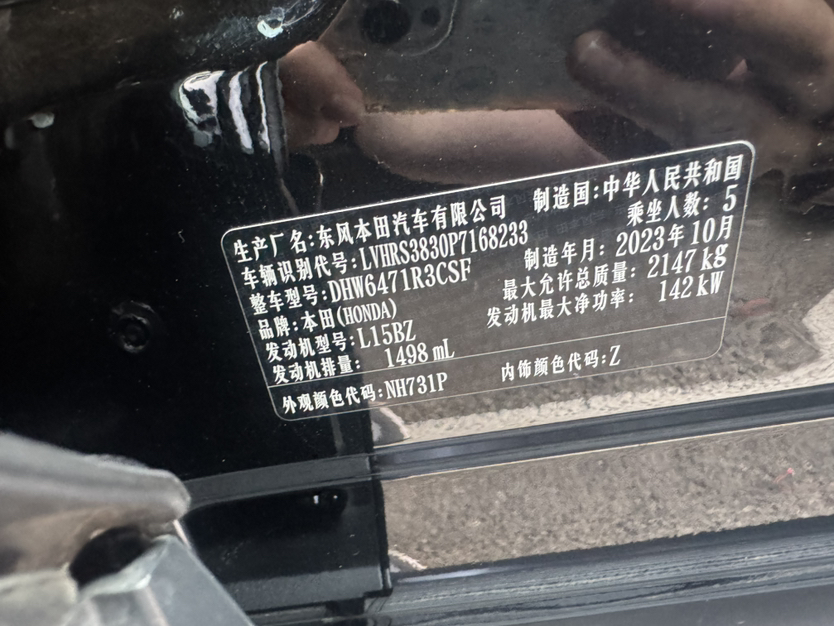 生产厂名:东风本田汽车有限公司 制造国:中华人民共和国
车辆识别代号:LVHRS3830P7168233 乘坐人数: 5
整车型号:DHW6471R3CSF 制造年月: 2023年10月
品牌:本田(HONDA) 最大允许总质量: 2147 kg
发动机型号:L15BZ 发动机最大净功率: 142 kW
发动机排量: 1498 mL
外观颜色代码:NH731P 内饰颜色代码:Z